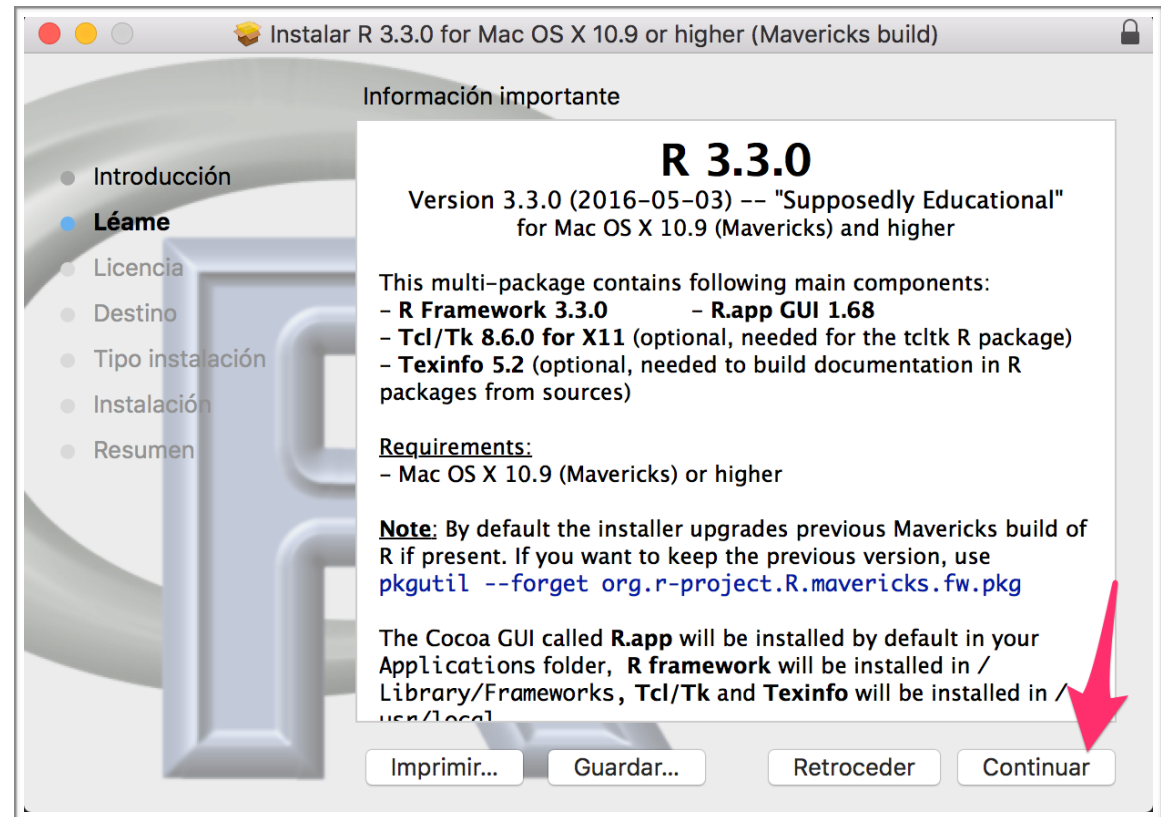 Instalar R 3.3.0 for Mac OS X 10.9 or higher (Mavericks build)
Información importante
Introducción
Léame
Licencia
Destino
Tipo instalación
Instalación
Resumen
R 3.3.0
Version 3.3.0 (2016-05-03) -- "Supposedly Educational"
for Mac OS X 10.9 (Mavericks) and higher
This multi-package contains following main components:
- R Framework 3.3.0 - R.app GUI 1.68
- Tcl/Tk 8.6.0 for X11 (optional, needed for the tcltk R package)
- Texinfo 5.2 (optional, needed to build documentation in R
packages from sources)
Requirements:
- Mac OS X 10.9 (Mavericks) or higher
Note: By default the installer upgrades previous Mavericks build of
R if present. If you want to keep the previous version, use
pkgutil --forget org.r-project.R.mavericks.fw.pkg
The Cocoa GUI called R.app will be installed by default in your
Applications folder, R framework will be installed in /
Library/Frameworks, Tcl/Tk and Texinfo will be installed in /
usr/local
Imprimir... Guardar... Retroceder Continuar